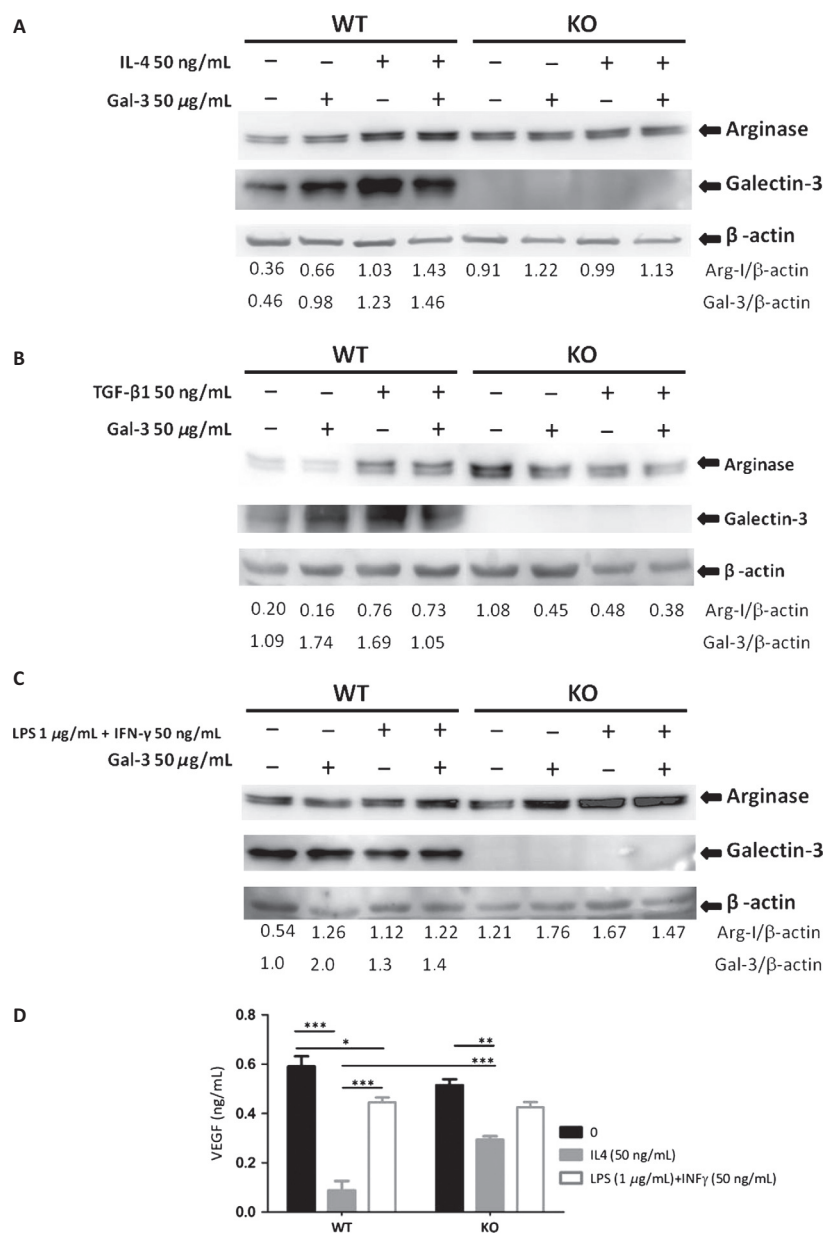 A
WT KO
IL-4 50 ng/mL − − + + − − + +
Gal-3 50 µg/mL − + − + − + − +
Arginase
Galectin-3
β -actin
0.36 0.66 1.03 1.43 0.91 1.22 0.99 1.13 Arg-I/β-actin
0.46 0.98 1.23 1.46 Gal-3/β-actin
B
WT KO
TGF-β1 50 ng/mL − − + + − − + +
Gal-3 50 µg/mL − + − + − + − +
Arginase
Galectin-3
β -actin
0.20 0.16 0.76 0.73 1.08 0.45 0.48 0.38 Arg-I/β-actin
1.09 1.74 1.69 1.05 Gal-3/β-actin
C
WT KO
LPS 1 µg/mL + IFN-γ 50 ng/mL − − + + − − + +
Gal-3 50 µg/mL − + − + − + − +
Arginase
Galectin-3
β -actin
0.54 1.26 1.12 1.22 1.21 1.76 1.67 1.47 Arg-I/β-actin
1.0 2.0 1.3 1.4 Gal-3/β-actin
D
VEGF (ng/mL)
0.8
0.6
0.4
0.2
0.0
*** **
* ***
***
0
IL4 (50 ng/mL)
LPS (1 µg/mL)+INFγ (50 ng/mL)
WT KO